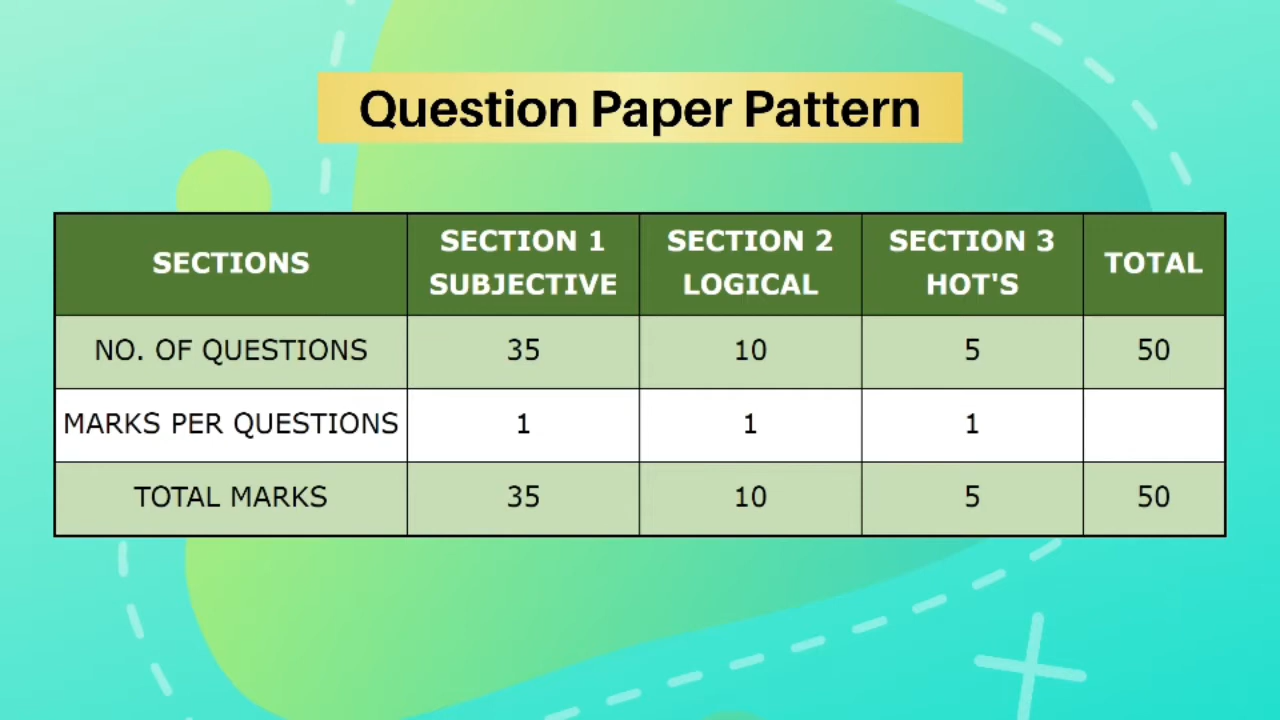 Question Paper Pattern
SECTIONS SECTION 1 SUBJECTIVE SECTION 2 LOGICAL SECTION 3 HOT'S TOTAL
NO. OF QUESTIONS 35 10 5 50
MARKS PER QUESTIONS 1 1 1
TOTAL MARKS 35 10 5 50